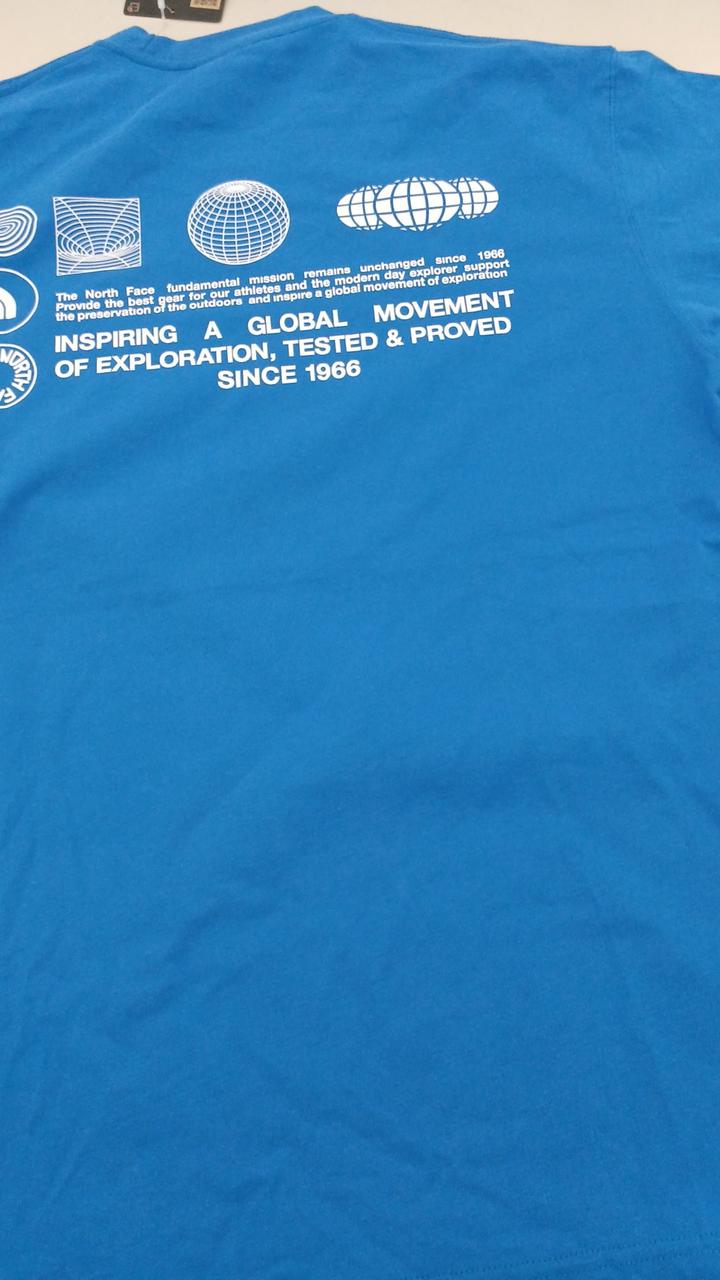 The North Face fundamental mission remains unchanged since 1966
Provide the best gear for our athletes and the modern day explorer support
the preservation of the outdoors and inspire a global movement of exploration
INSPIRING A GLOBAL MOVEMENT
OF EXPLORATION, TESTED & PROVED
SINCE 1966
NORTH FA